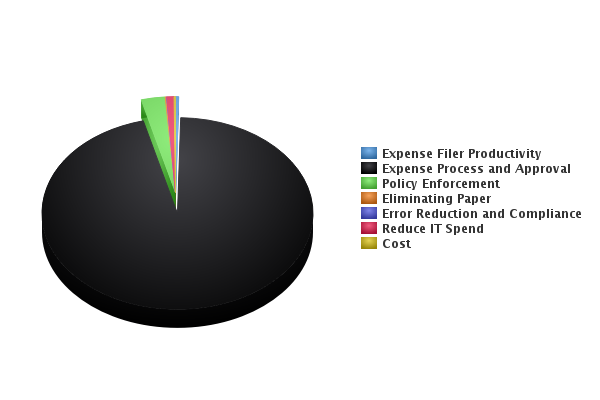 Expense Filer Productivity
Expense Process and Approval
Policy Enforcement
Eliminating Paper
Error Reduction and Compliance
Reduce IT Spend
Cost